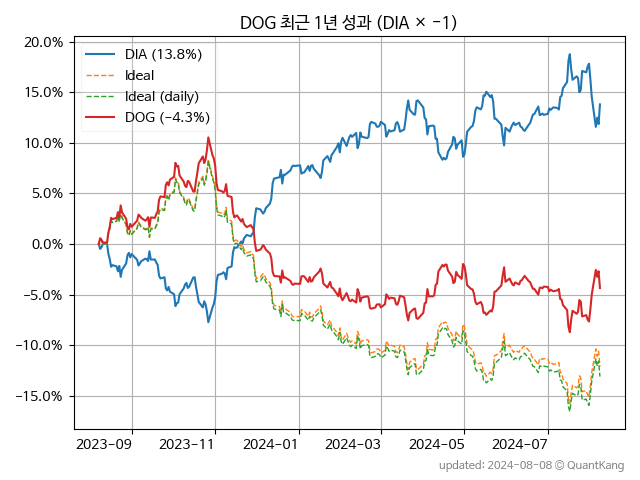 DOG 최근 1년 성과 (DIA × −1)
20.0%
15.0%
10.0%
5.0%
0.0%
−5.0%
−10.0%
−15.0%
DIA (13.8%)
Ideal
Ideal (daily)
DOG (−4.3%)
2023-09
2023-11
2024-01
2024-03
2024-05
2024-07
updated: 2024-08-08 © QuantKang